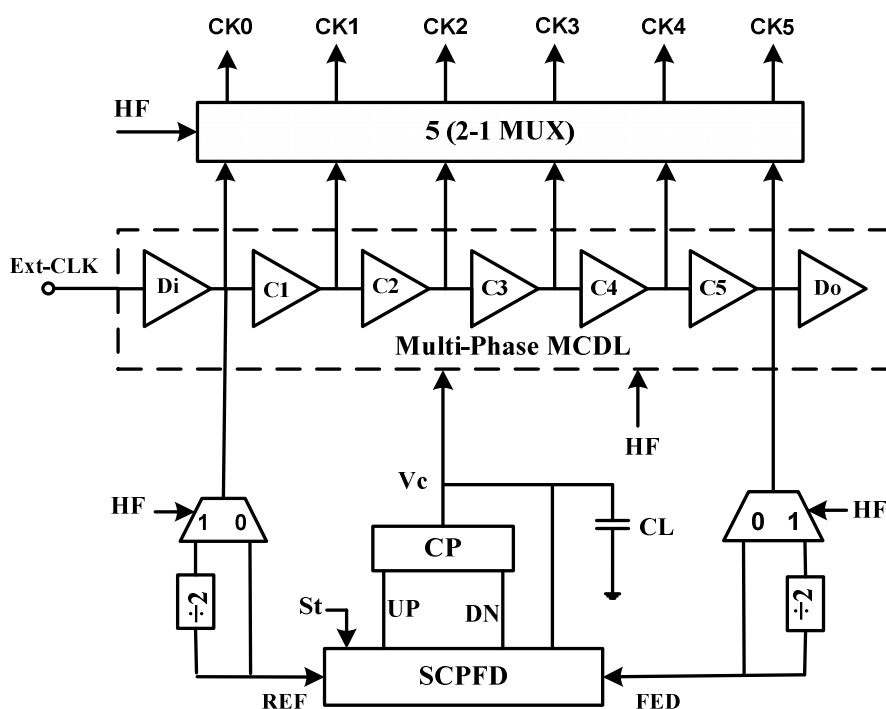 CK0 CK1 CK2 CK3 CK4 CK5
HF
5 (2-1 MUX)
Ext-CLK
Di C1 C2 C3 C4 C5 Do
Multi-Phase MCDL
HF
Vc
HF 1 0
CL
0 1 HF
CP
÷2
St
UP DN
÷2
SCPFD
REF FED